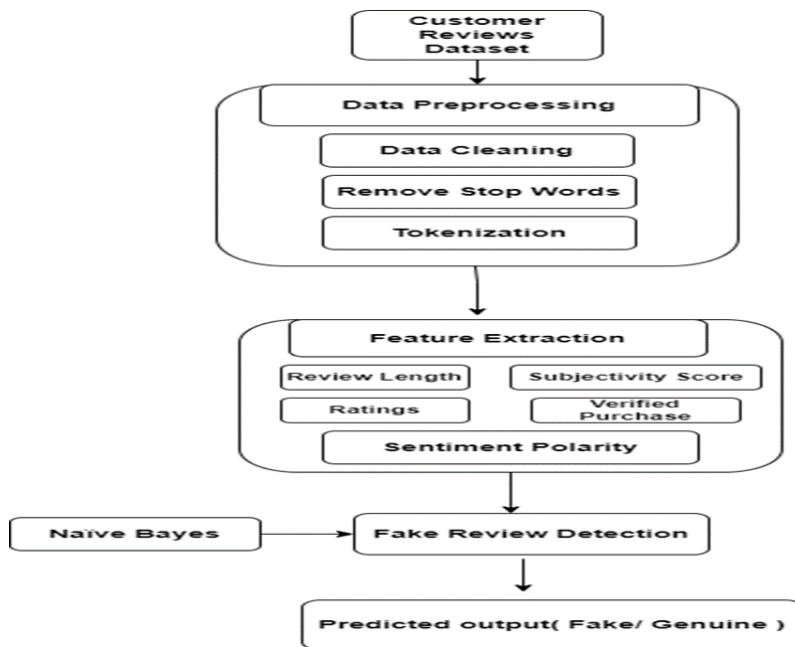 Customer
Reviews
Dataset
Data Preprocessing
Data Cleaning
Remove Stop Words
Tokenization
Feature Extraction
Review Length
Subjectivity Score
Ratings
Verified
Purchase
Sentiment Polarity
Naïve Bayes
Fake Review Detection
Predicted output( Fake/ Genuine )